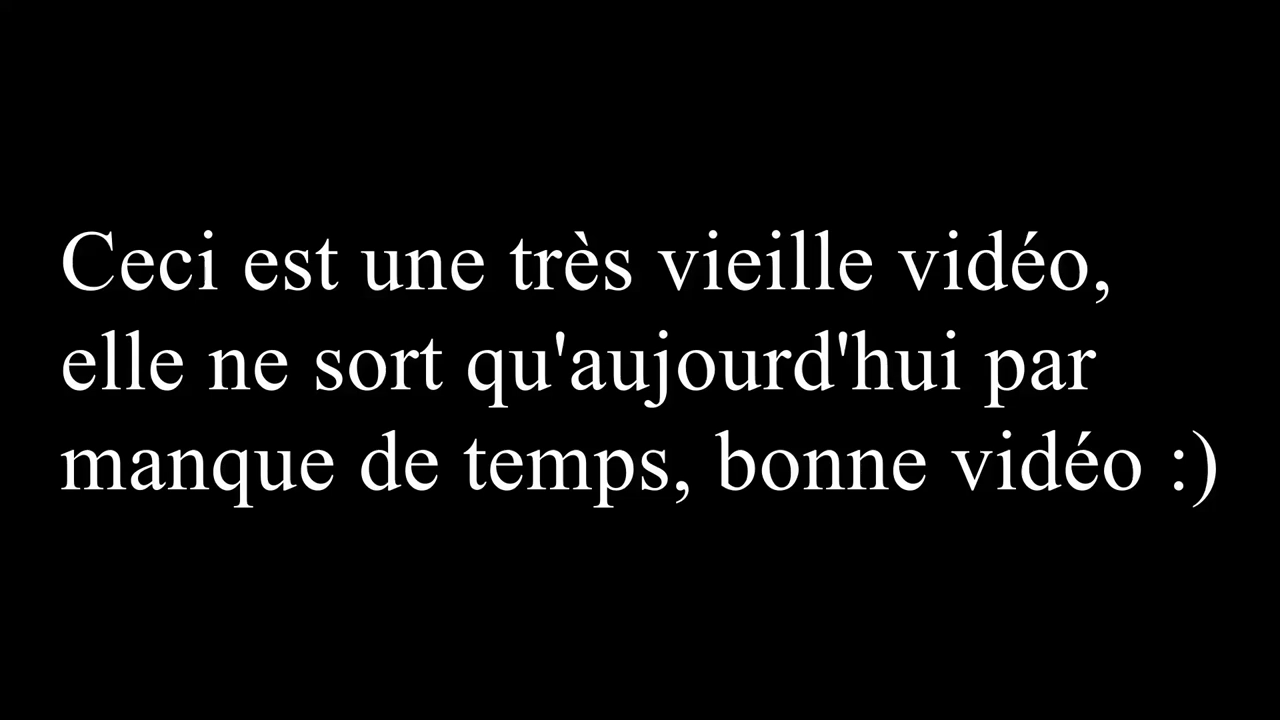 Ceci est une très vieille vidéo,
elle ne sort qu'aujourd'hui par
manque de temps, bonne vidéo :)